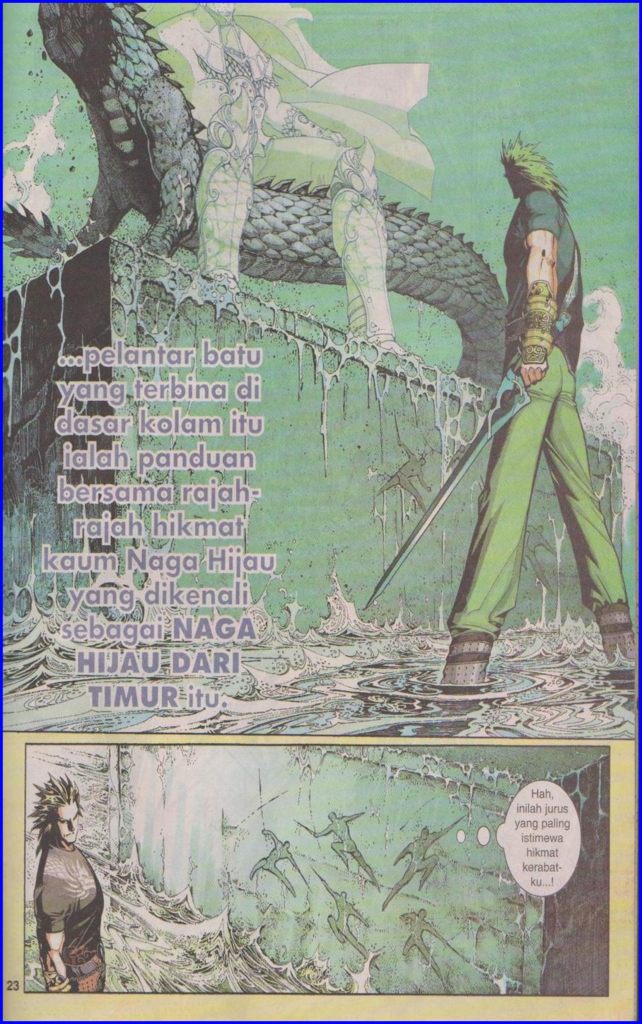 ...pelantar batu
yang terbina di
dasar kolam itu
ialah panduan
bersama rajah-
rajah hikmat
kaum Naga Hijau
yang dikenali
sebagai NAGA
HIJAU DARI
TIMUR itu.
Hah,
inilah jurus
yang paling
istimewa
hikmat
kerabat-
ku...!
23